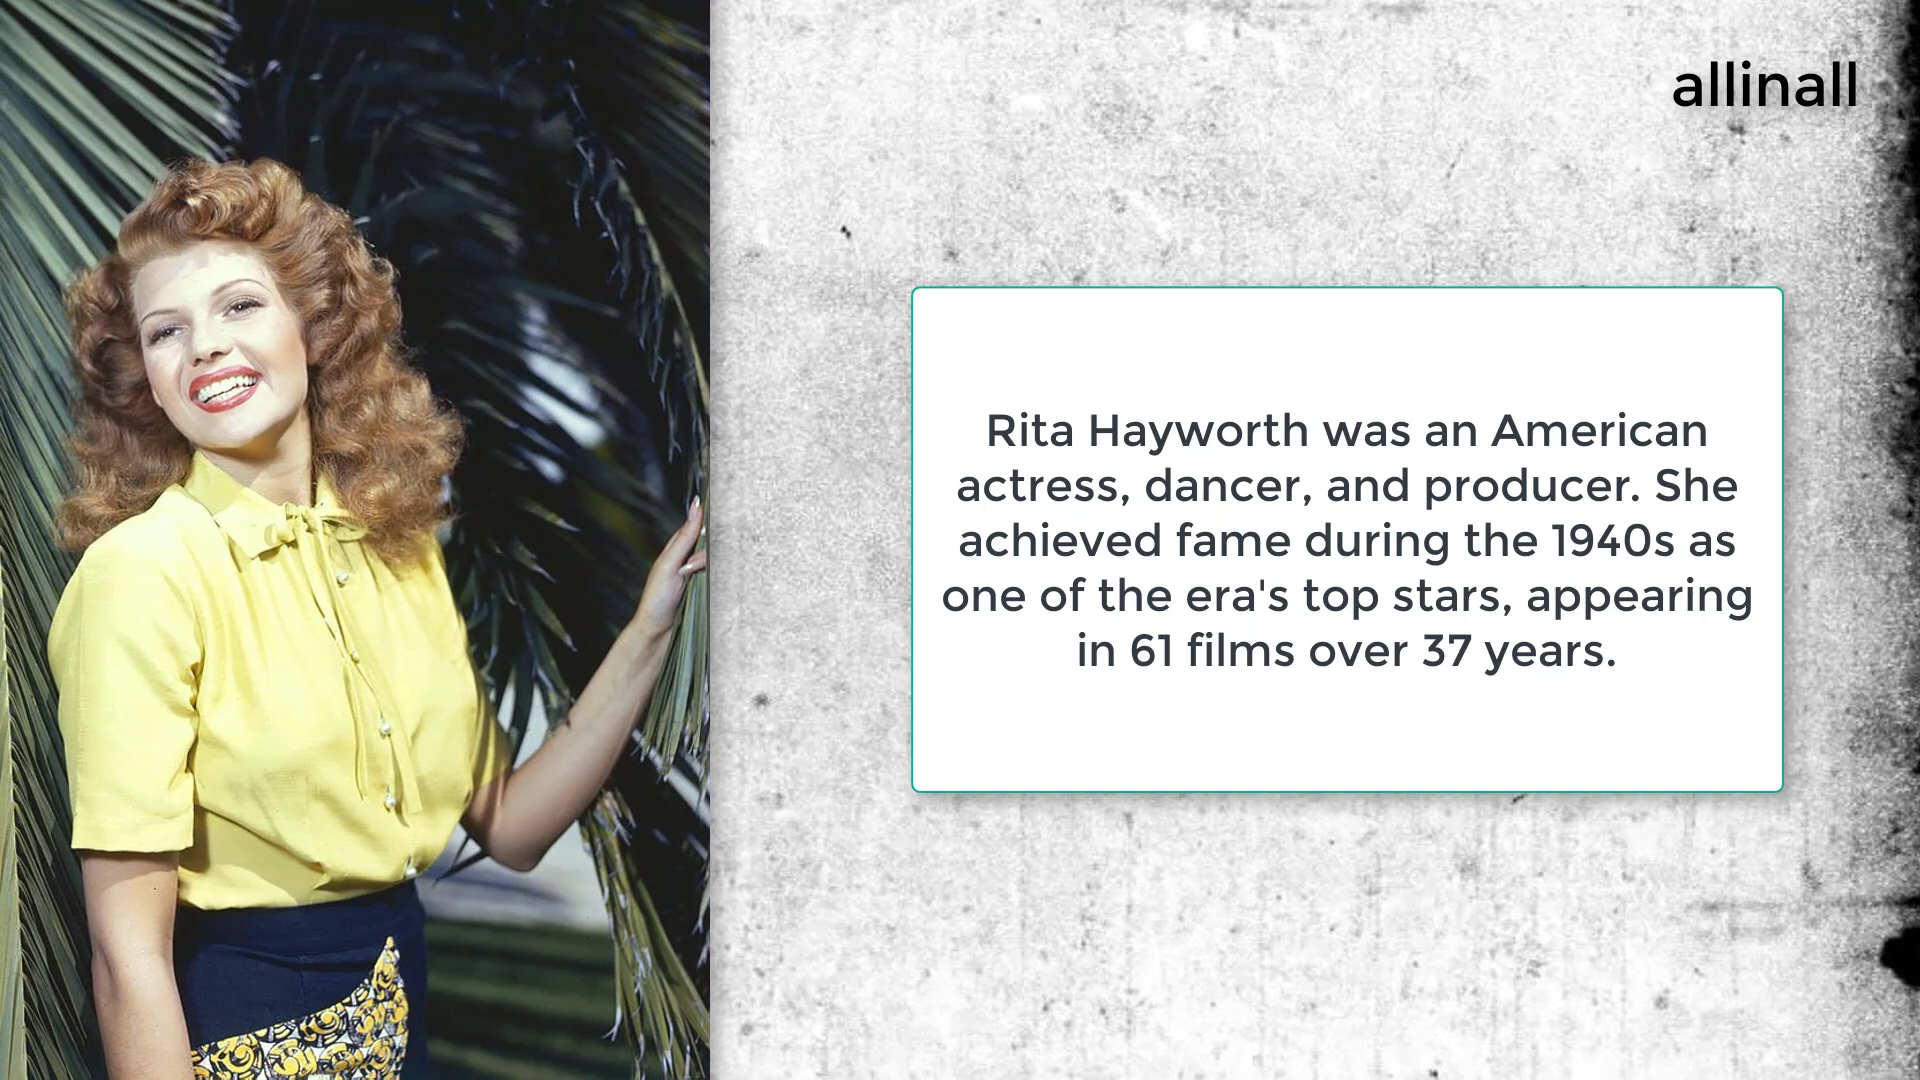 allinall
Rita Hayworth was an American
actress, dancer, and producer. She
achieved fame during the 1940s as
one of the era's top stars, appearing
in 61 films over 37 years.